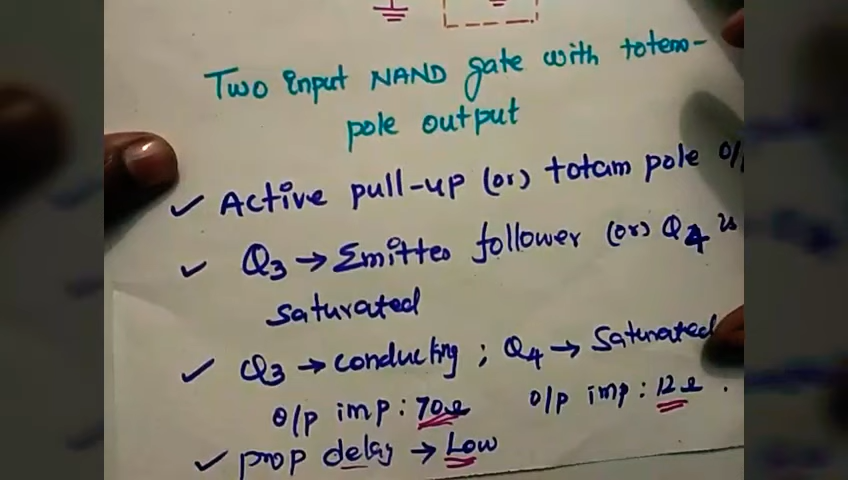 Two input NAND gate with totem-
pole output
✓ Active pull-up (or) totam pole o/
✓ Q3 → Emitter follower (or) Q4 is
saturated
✓ Q3 → conducting ; Q4 → Saturated
o/p imp : 70Ω o/p imp : 12Ω .
✓ prop delay → Low